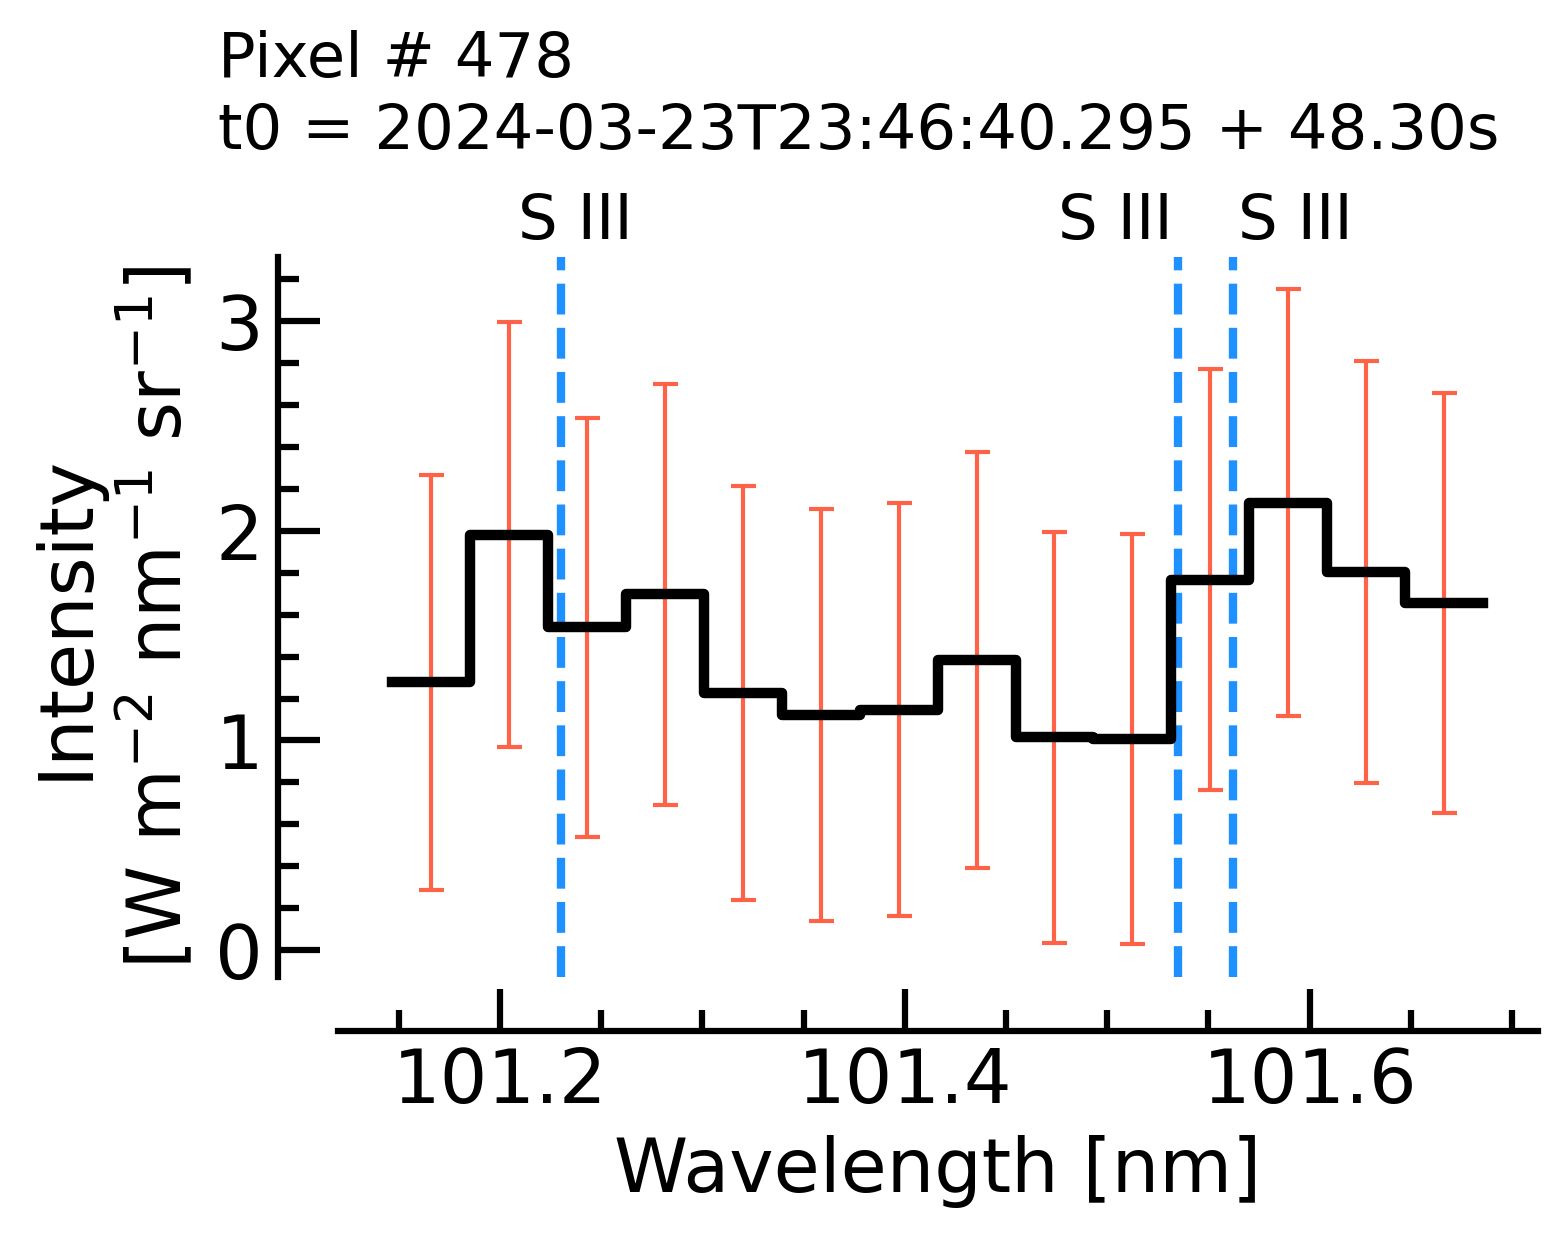 Pixel # 478
t0 = 2024-03-23T23:46:40.295 + 48.30s
S III S III S III
Intensity
[W m⁻² nm⁻¹ sr⁻¹]
3
2
1
0
101.2 101.4 101.6
Wavelength [nm]